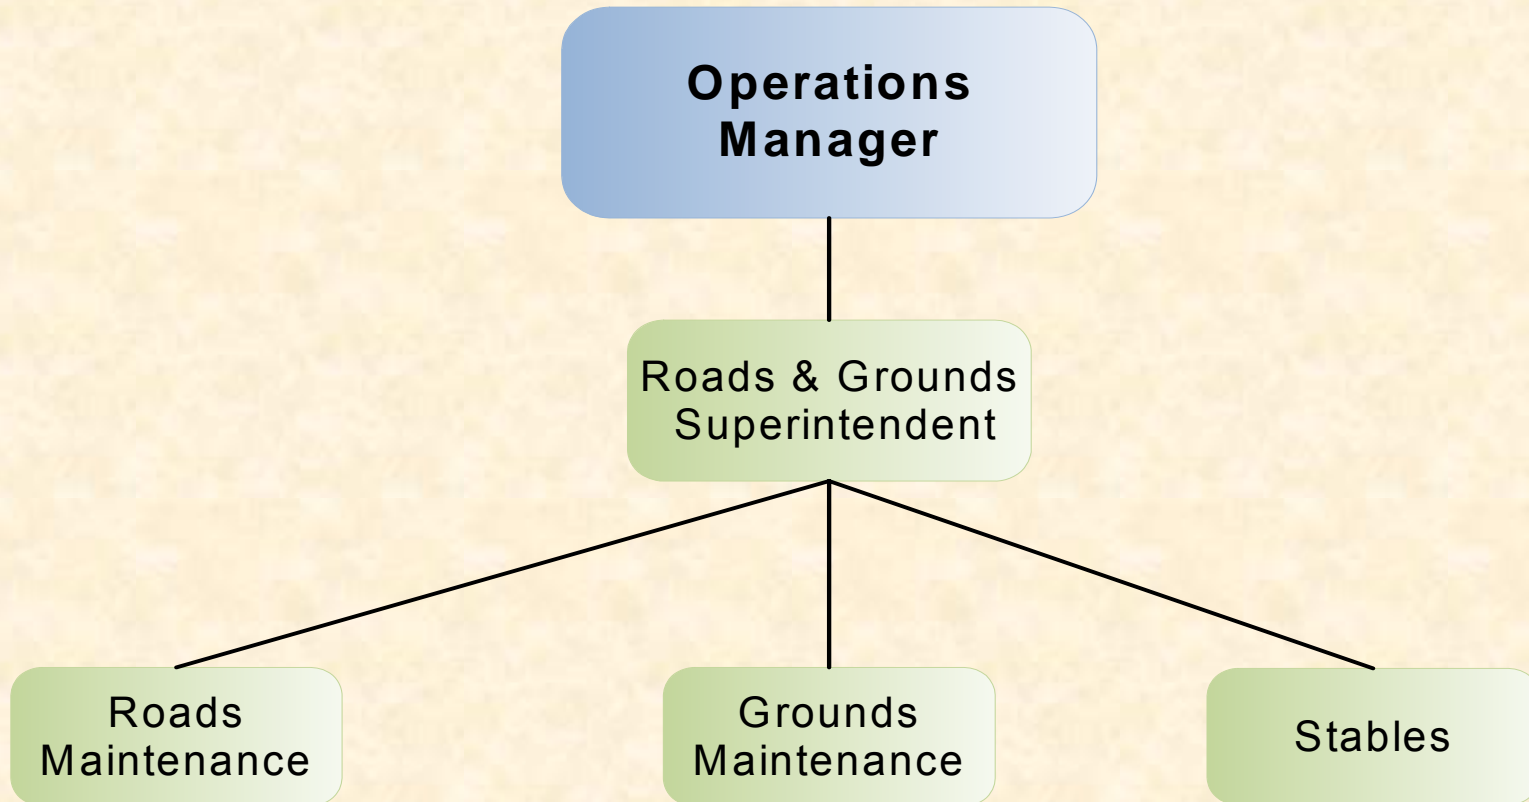 Operations
Manager
Roads & Grounds
Superintendent
Roads
Maintenance
Grounds
Maintenance
Stables